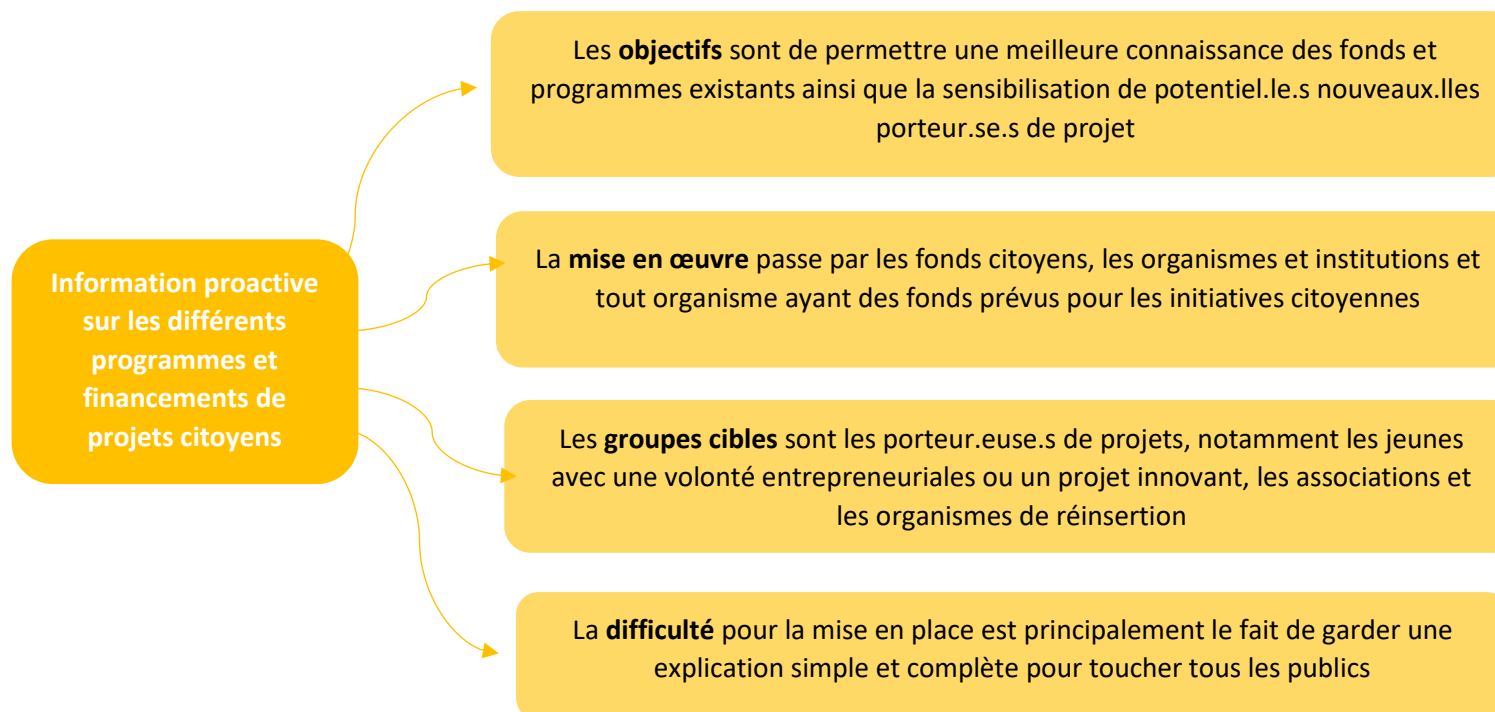 Les objectifs sont de permettre une meilleure connaissance des fonds et
programmes existants ainsi que la sensibilisation de potentiel.le.s nouveaux.lles
porteur.se.s de projet
Information proactive
sur les différents
programmes et
financements de
projets citoyens
La mise en œuvre passe par les fonds citoyens, les organismes et institutions et
tout organisme ayant des fonds prévus pour les initiatives citoyennes
Les groupes cibles sont les porteur.euse.s de projets, notamment les jeunes
avec une volonté entrepreneuriales ou un projet innovant, les associations et
les organismes de réinsertion
La difficulté pour la mise en place est principalement le fait de garder une
explication simple et complète pour toucher tous les publics